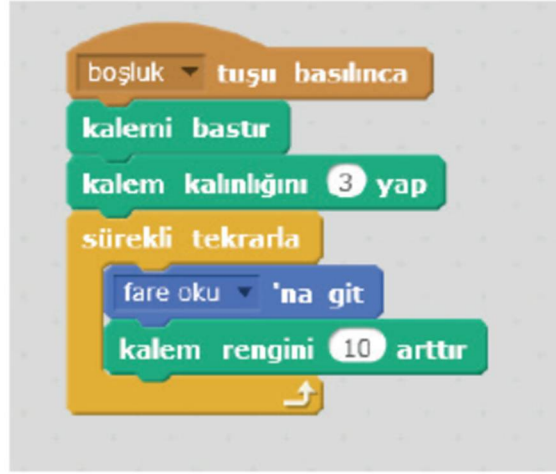 boşluk tuşu basılınca
kalemi bastır
kalem kalınlığını 3 yap
sürekli tekrarla
fare oku 'na git
kalem rengini 10 arttır